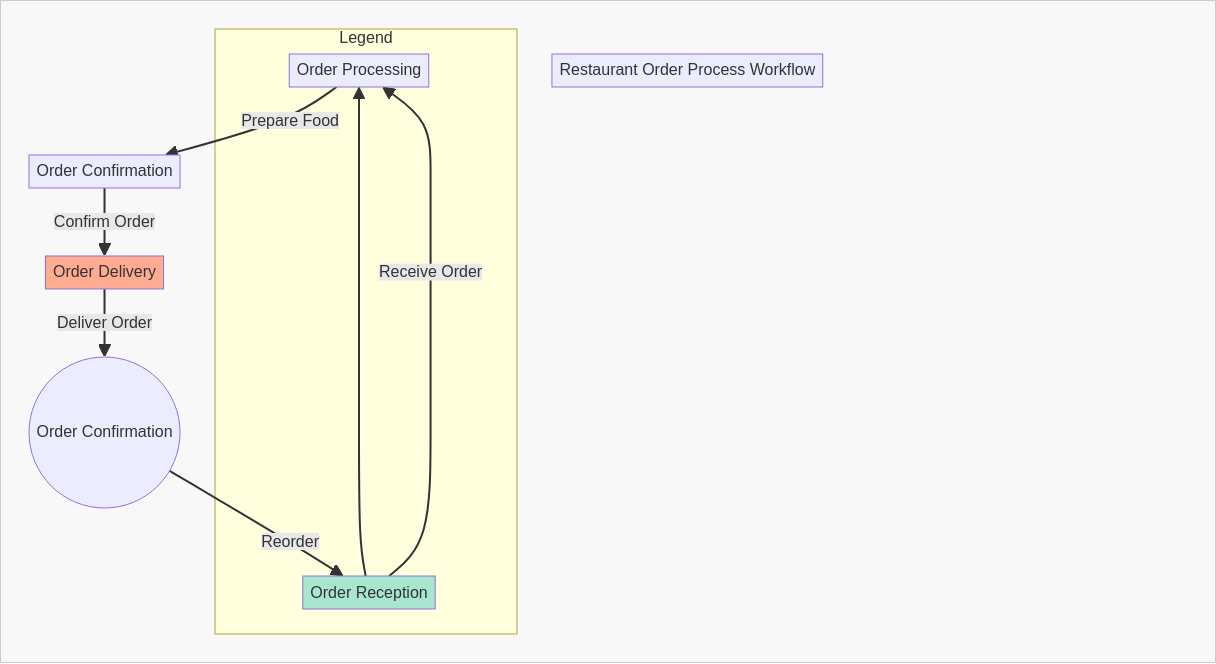 Legend
Order Processing
Restaurant Order Process Workflow
Prepare Food
Order Confirmation
Confirm Order
Order Delivery
Receive Order
Deliver Order
Order Confirmation
Reorder
Order Reception